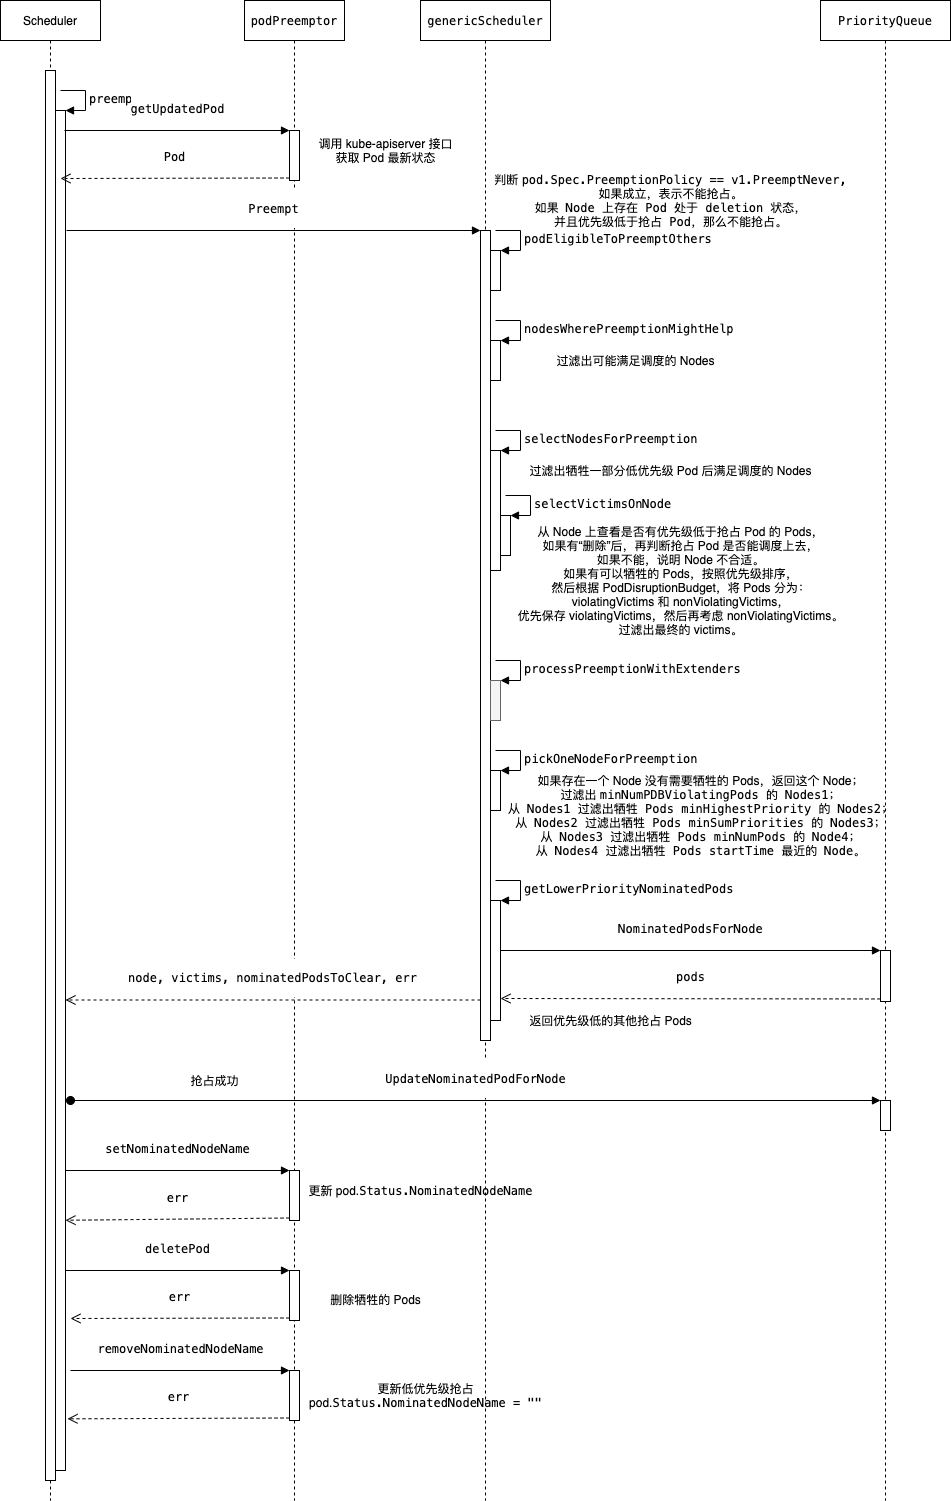 Scheduler
podPreemptor
genericScheduler
PriorityQueue
preemp
getUpdatedPod
调用 kube-apiserver 接口
获取 Pod 最新状态
Pod
判断 pod.Spec.PreemptionPolicy == v1.PreemptNever,
如果成立，表示不能抢占。
如果 Node 上存在 Pod 处于 deletion 状态，
并且优先级低于抢占 Pod，那么不能抢占。
Preempt
podEligibleToPreemptOthers
nodesWherePreemptionMightHelp
过滤出可能满足调度的 Nodes
selectNodesForPreemption
过滤出牺牲一部分低优先级 Pod 后满足调度的 Nodes
selectVictimsOnNode
从 Node 上查看是否有优先级低于抢占 Pod 的 Pods，
如果有“删除”后，再判断抢占 Pod 是否能调度上去，
如果不能，说明 Node 不合适。
如果有可以牺牲的 Pods，按照优先级排序，
然后根据 PodDisruptionBudget，将 Pods 分为：
violatingVictims 和 nonViolatingVictims，
优先保存 violatingVictims，然后再考虑 nonViolatingVictims。
过滤出最终的 victims。
processPreemptionWithExtenders
pickOneNodeForPreemption
如果存在一个 Node 没有需要牺牲的 Pods，返回这个 Node；
过滤出 minNumPDBViolatingPods 的 Nodes1；
从 Nodes1 过滤出牺牲 Pods minHighestPriority 的 Nodes2；
从 Nodes2 过滤出牺牲 Pods minSumPriorities 的 Nodes3；
从 Nodes3 过滤出牺牲 Pods minNumPods 的 Node4；
从 Nodes4 过滤出牺牲 Pods startTime 最近的 Node。
getLowerPriorityNominatedPods
NominatedPodsForNode
node, victims, nominatedPodsToClear, err
pods
返回优先级低的其他抢占 Pods
抢占成功
UpdateNominatedPodForNode
setNominatedNodeName
更新 pod.Status.NominatedNodeName
err
deletePod
err
删除牺牲的 Pods
removeNominatedNodeName
更新低优先级抢占
pod.Status.NominatedNodeName = ""
err